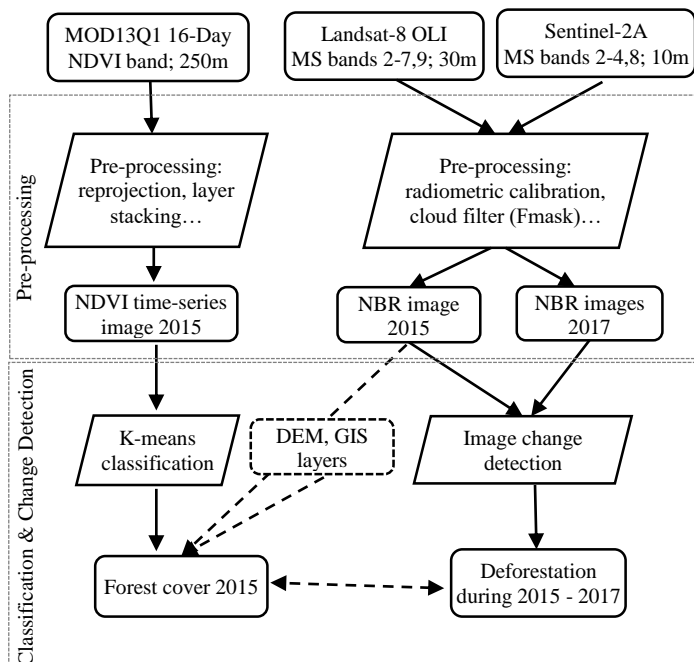 MOD13Q1 16-Day
NDVI band; 250m
Landsat-8 OLI
MS bands 2-7,9; 30m
Sentinel-2A
MS bands 2-4,8; 10m
Pre-processing
Pre-processing:
reprojection, layer
stacking…
Pre-processing:
radiometric calibration,
cloud filter (Fmask)…
NDVI time-series
image 2015
NBR image
2015
NBR images
2017
Classification & Change Detection
K-means
classification
DEM, GIS
layers
Image change
detection
Forest cover 2015
Deforestation
during 2015 - 2017